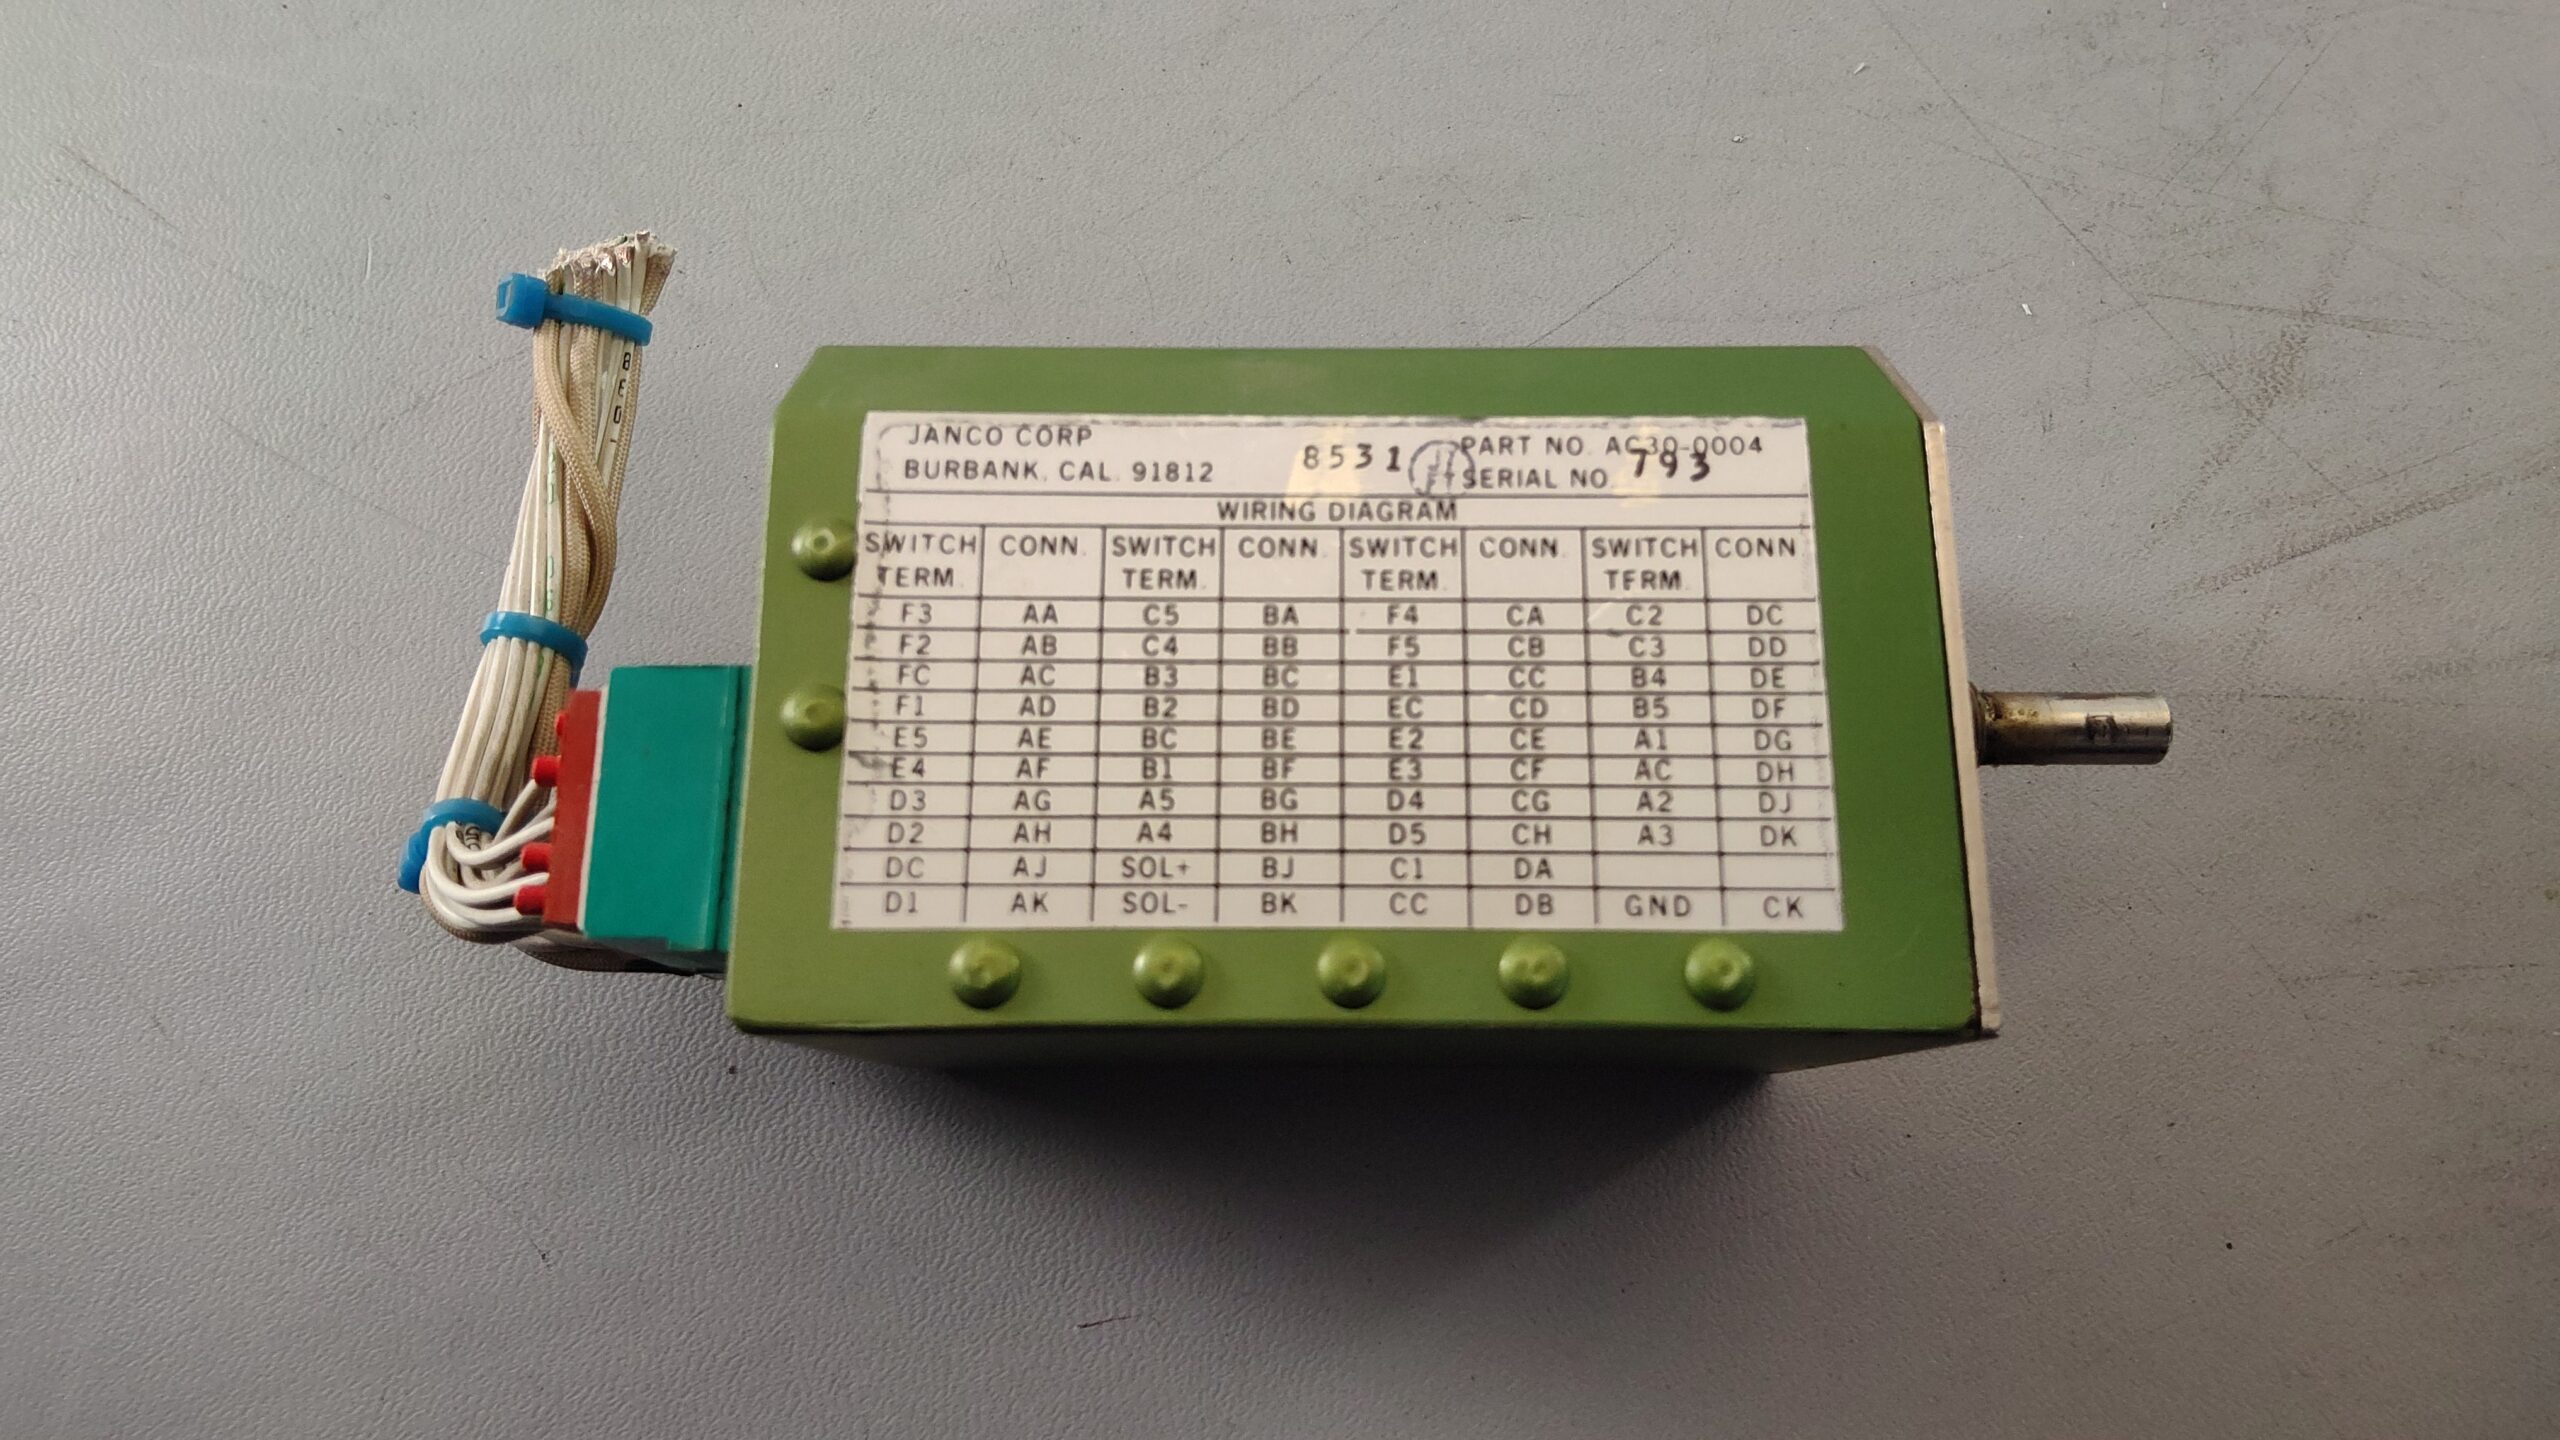 JANCO CORP
BURBANK, CAL. 91812
8531
PART NO. AC30-0004
SERIAL NO. 793
WIRING DIAGRAM
SWITCH TERM. CONN. SWITCH TERM. CONN. SWITCH TERM. CONN. SWITCH TERM. CONN.
F3 AA C5 BA F4 CA C2 DC
F2 AB C4 BB F5 CB C3 DD
FC AC B3 BC E1 CC B4 DE
F1 AD B2 BD EC CD B5 DF
E5 AE BC BE E2 CE A1 DG
E4 AF B1 BF E3 CF AC DH
D3 AG A5 BG D4 CG A2 DJ
D2 AH A4 BH D5 CH A3 DK
DC AJ SOL+ BJ C1 DA
D1 AK SOL- BK CC DB GND CK